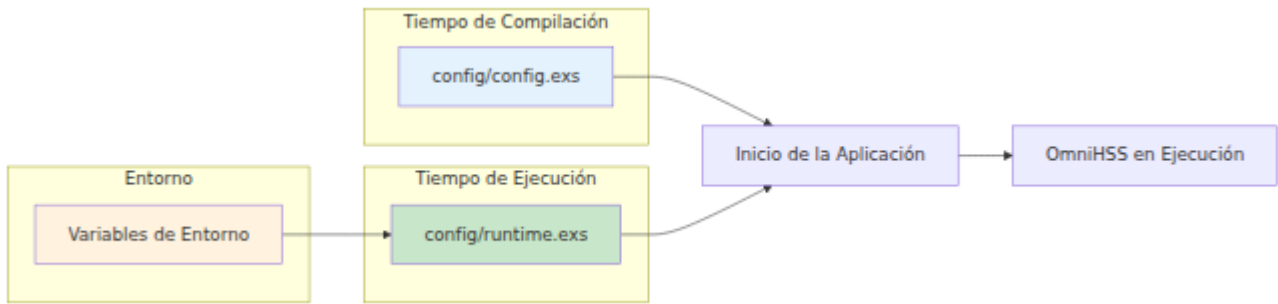 Tiempo de Compilación
config/config.exs
Inicio de la Aplicación
OmniHSS en Ejecución
Entorno
Variables de Entorno
Tiempo de Ejecución
config/runtime.exs